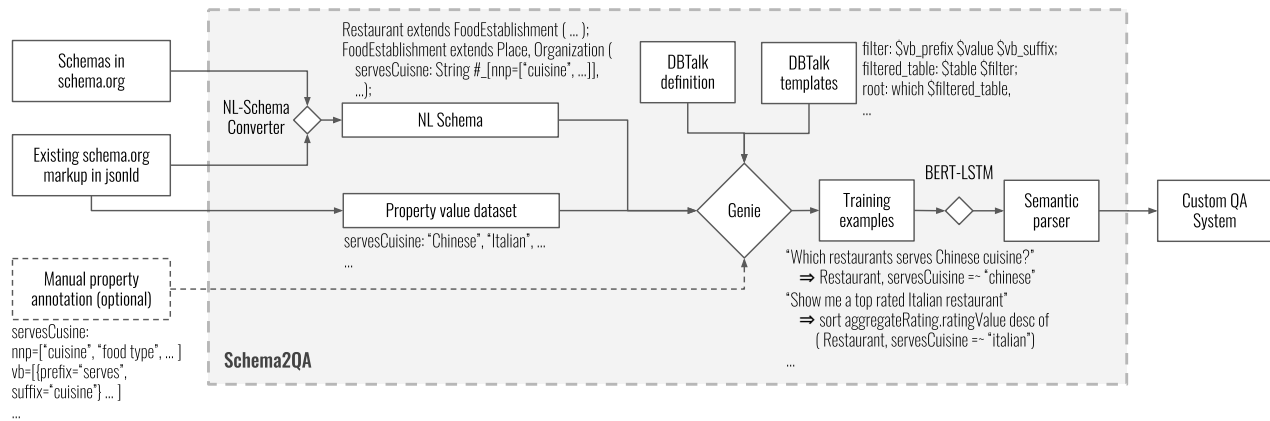 Schemas in
schema.org
Existing schema.org
markup in jsonld
Manual property
annotation (optional)
servesCusine:
nnp=["cuisine", "food type", ... ]
vb=[{prefix="serves",
suffix="cuisine"} ... ]
...
NL-Schema
Converter
Restaurant extends FoodEstablishment ( ... );
FoodEstablishment extends Place, Organization (
servesCuisne: String #_[nnp=["cuisine", ...]],
...);
NL Schema
Property value dataset
servesCuisine: "Chinese", "Italian", ...
...
DBTalk
definition
DBTalk
templates
filter: $vb_prefix $value $vb_suffix;
filtered_table: $table $filter;
root: which $filtered_table,
...
Genie
Training
examples
BERT-LSTM
Semantic
parser
Custom QA
System
"Which restaurants serves Chinese cuisine?"
⇒ Restaurant, servesCuisine =~ "chinese"
"Show me a top rated Italian restaurant"
⇒ sort aggregateRating.ratingValue desc of
( Restaurant, servesCuisine =~ "italian")
...
Schema2QA